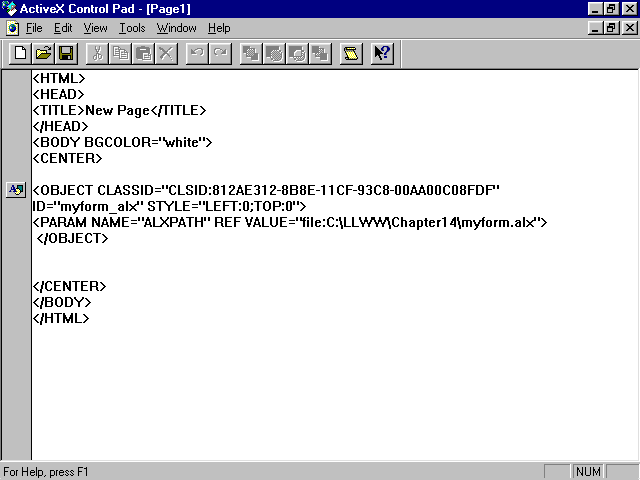 ActiveX Control Pad - [Page1]
File Edit View Tools Window Help
<HTML>
<HEAD>
<TITLE>New Page</TITLE>
</HEAD>
<BODY BGCOLOR="white">
<CENTER>
<OBJECT CLASSID="CLSID:812AE312-8B8E-11CF-93C8-00AA00C08FDF"
ID="myform_alx" STYLE="LEFT:0;TOP:0">
<PARAM NAME="ALXPATH" REF VALUE="file:C:\LLWW\Chapter14\myform.alx">
</OBJECT>
</CENTER>
</BODY>
</HTML>
For Help, press F1 NUM